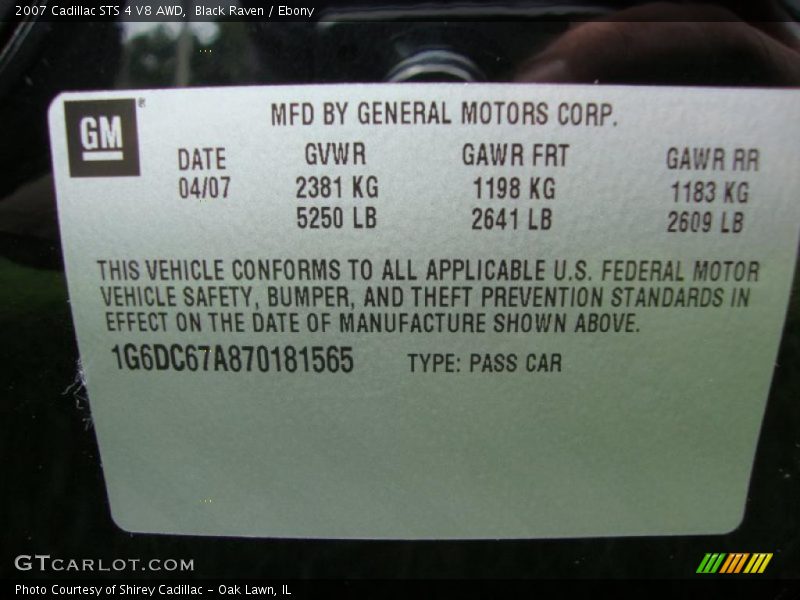 2007 Cadillac STS 4 V8 AWD, Black Raven / Ebony
GM ®
MFD BY GENERAL MOTORS CORP.
DATE GVWR GAWR FRT GAWR RR
04/07 2381 KG 1198 KG 1183 KG
5250 LB 2641 LB 2609 LB
THIS VEHICLE CONFORMS TO ALL APPLICABLE U.S. FEDERAL MOTOR
VEHICLE SAFETY, BUMPER, AND THEFT PREVENTION STANDARDS IN
EFFECT ON THE DATE OF MANUFACTURE SHOWN ABOVE.
1G6DC67A870181565 TYPE: PASS CAR
GTCARLOT.COM
Photo Courtesy of Shirey Cadillac - Oak Lawn, IL